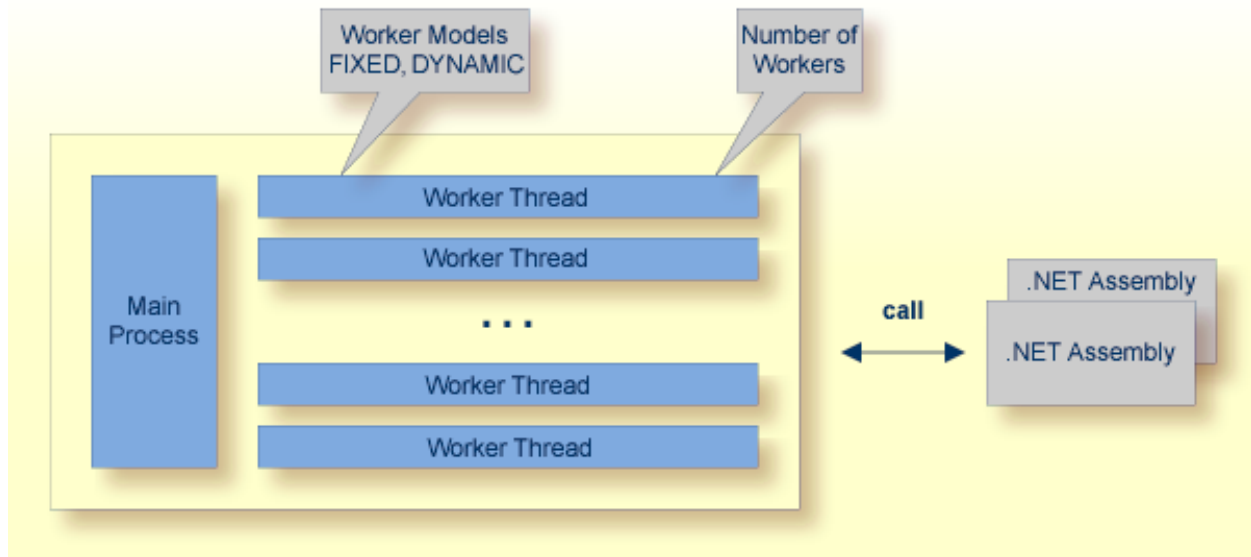 Worker Models
FIXED, DYNAMIC
Number of
Workers
Main
Process
Worker Thread
Worker Thread
. . .
Worker Thread
Worker Thread
call
.NET Assembly
.NET Assembly